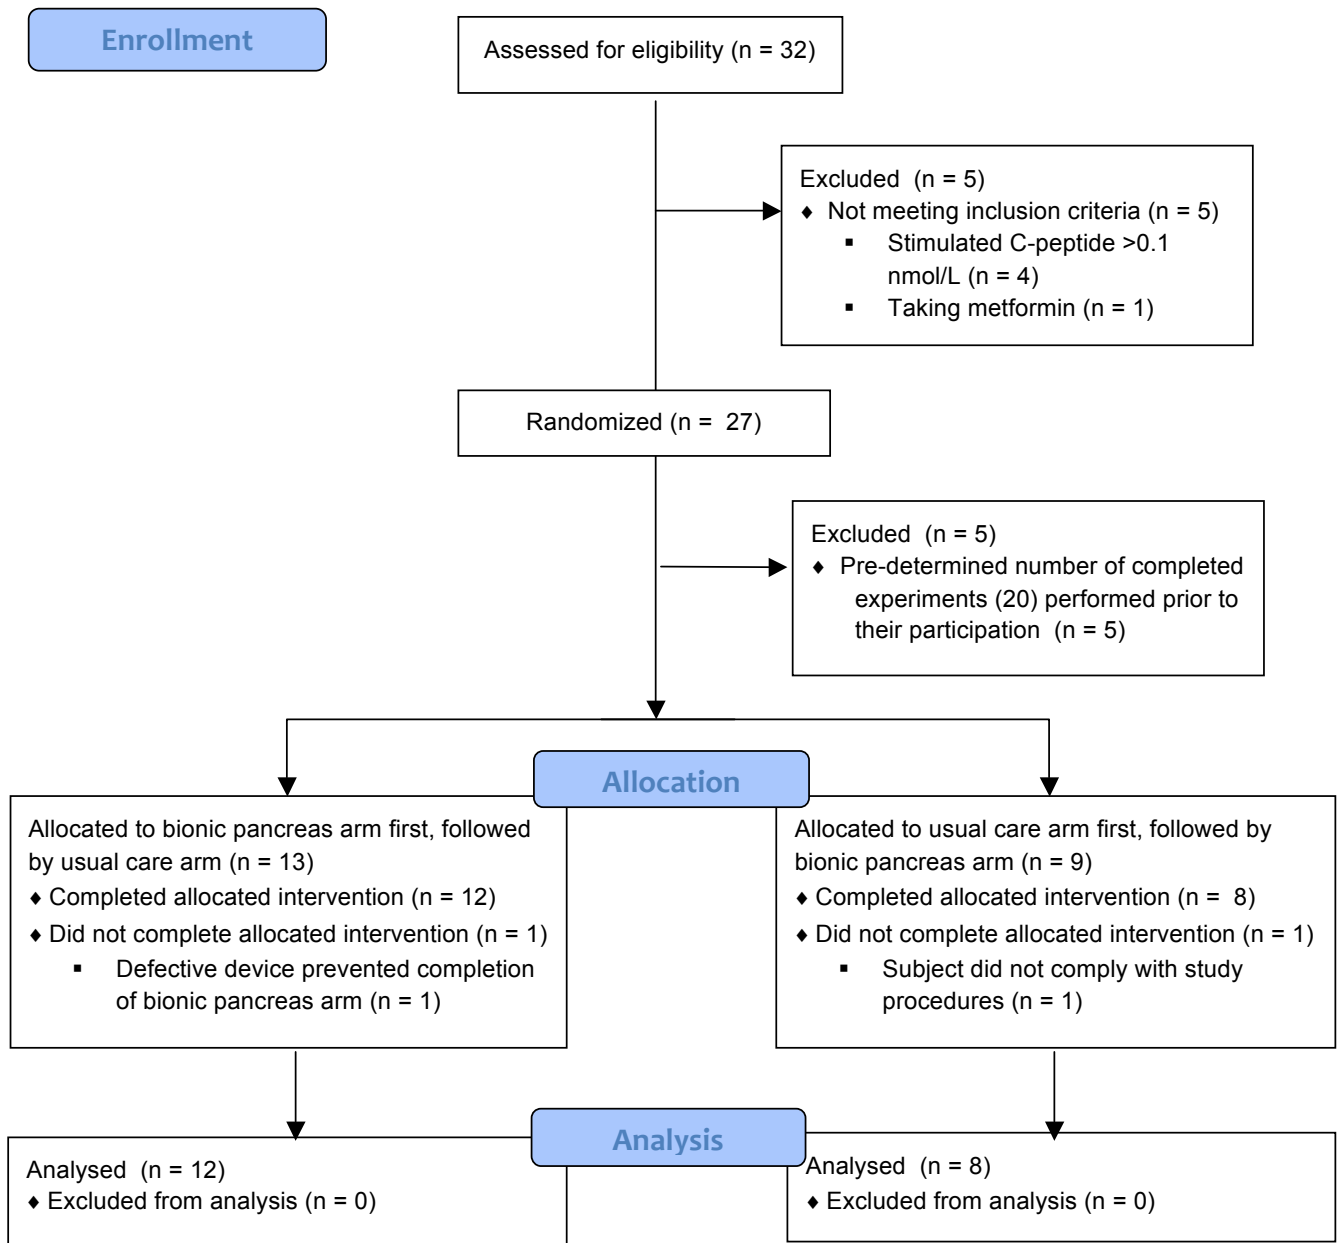 Enrollment
Assessed for eligibility (n = 32)
Excluded  (n = 5)
♦ Not meeting inclusion criteria (n = 5)
▪ Stimulated C-peptide >0.1
nmol/L (n = 4)
▪ Taking metformin (n = 1)
Randomized (n =  27)
Excluded  (n = 5)
♦ Pre-determined number of completed
experiments (20) performed prior to
their participation  (n = 5)
Allocation
Allocated to bionic pancreas arm first, followed
by usual care arm (n = 13)
♦ Completed allocated intervention (n = 12)
♦ Did not complete allocated intervention (n = 1)
▪ Defective device prevented completion
of bionic pancreas arm (n = 1)
Allocated to usual care arm first, followed by
bionic pancreas arm (n = 9)
♦ Completed allocated intervention (n =  8)
♦ Did not complete allocated intervention (n = 1)
▪ Subject did not comply with study
procedures (n = 1)
Analysis
Analysed  (n = 12)
♦ Excluded from analysis (n = 0)
Analysed  (n = 8)
♦ Excluded from analysis (n = 0)